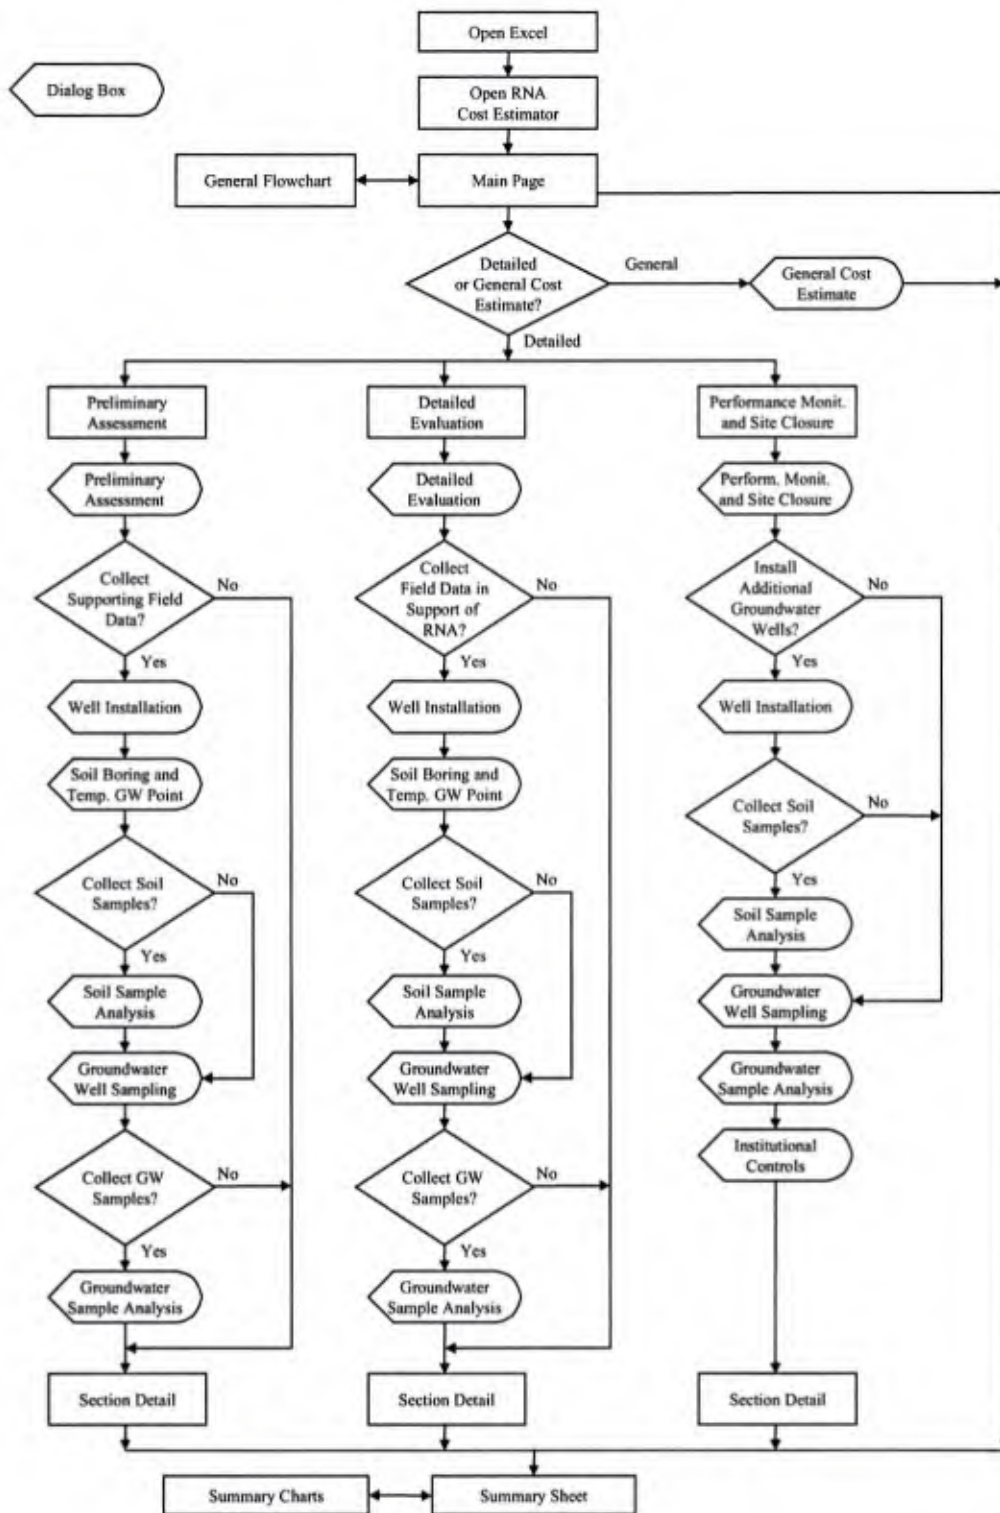 Open Excel
Dialog Box
Open RNA
Cost Estimator
General Flowchart
Main Page
Detailed
or General Cost
Estimate?
General
General Cost
Estimate
Detailed
Preliminary
Assessment
Preliminary
Assessment
Collect
Supporting Field
Data?
No
Yes
Well Installation
Soil Boring and
Temp. GW Point
Collect Soil
Samples?
No
Yes
Soil Sample
Analysis
Groundwater
Well Sampling
Collect GW
Samples?
No
Yes
Groundwater
Sample Analysis
Section Detail
Detailed
Evaluation
Detailed
Evaluation
Collect
Field Data in
Support of
RNA?
No
Yes
Well Installation
Soil Boring and
Temp. GW Point
Collect Soil
Samples?
No
Yes
Soil Sample
Analysis
Groundwater
Well Sampling
Collect GW
Samples?
No
Yes
Groundwater
Sample Analysis
Section Detail
Performance Monit.
and Site Closure
Perform. Monit.
and Site Closure
Install
Additional
Groundwater
Wells?
No
Yes
Well Installation
Collect Soil
Samples?
No
Yes
Soil Sample
Analysis
Groundwater
Well Sampling
Groundwater
Sample Analysis
Institutional
Controls
Section Detail
Summary Charts
Summary Sheet